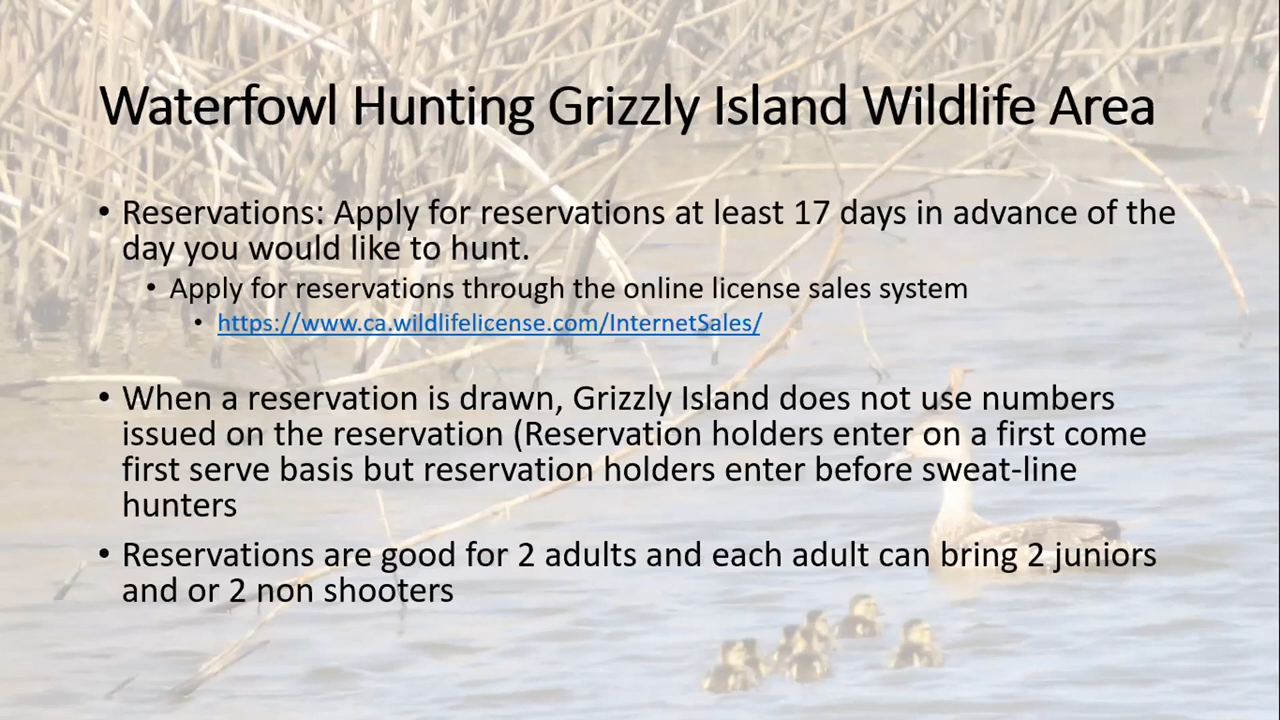 Waterfowl Hunting Grizzly Island Wildlife Area
• Reservations: Apply for reservations at least 17 days in advance of the
day you would like to hunt.
• Apply for reservations through the online license sales system
• https://www.ca.wildlifelicense.com/InternetSales/
• When a reservation is drawn, Grizzly Island does not use numbers
issued on the reservation (Reservation holders enter on a first come
first serve basis but reservation holders enter before sweat-line
hunters
• Reservations are good for 2 adults and each adult can bring 2 juniors
and or 2 non shooters